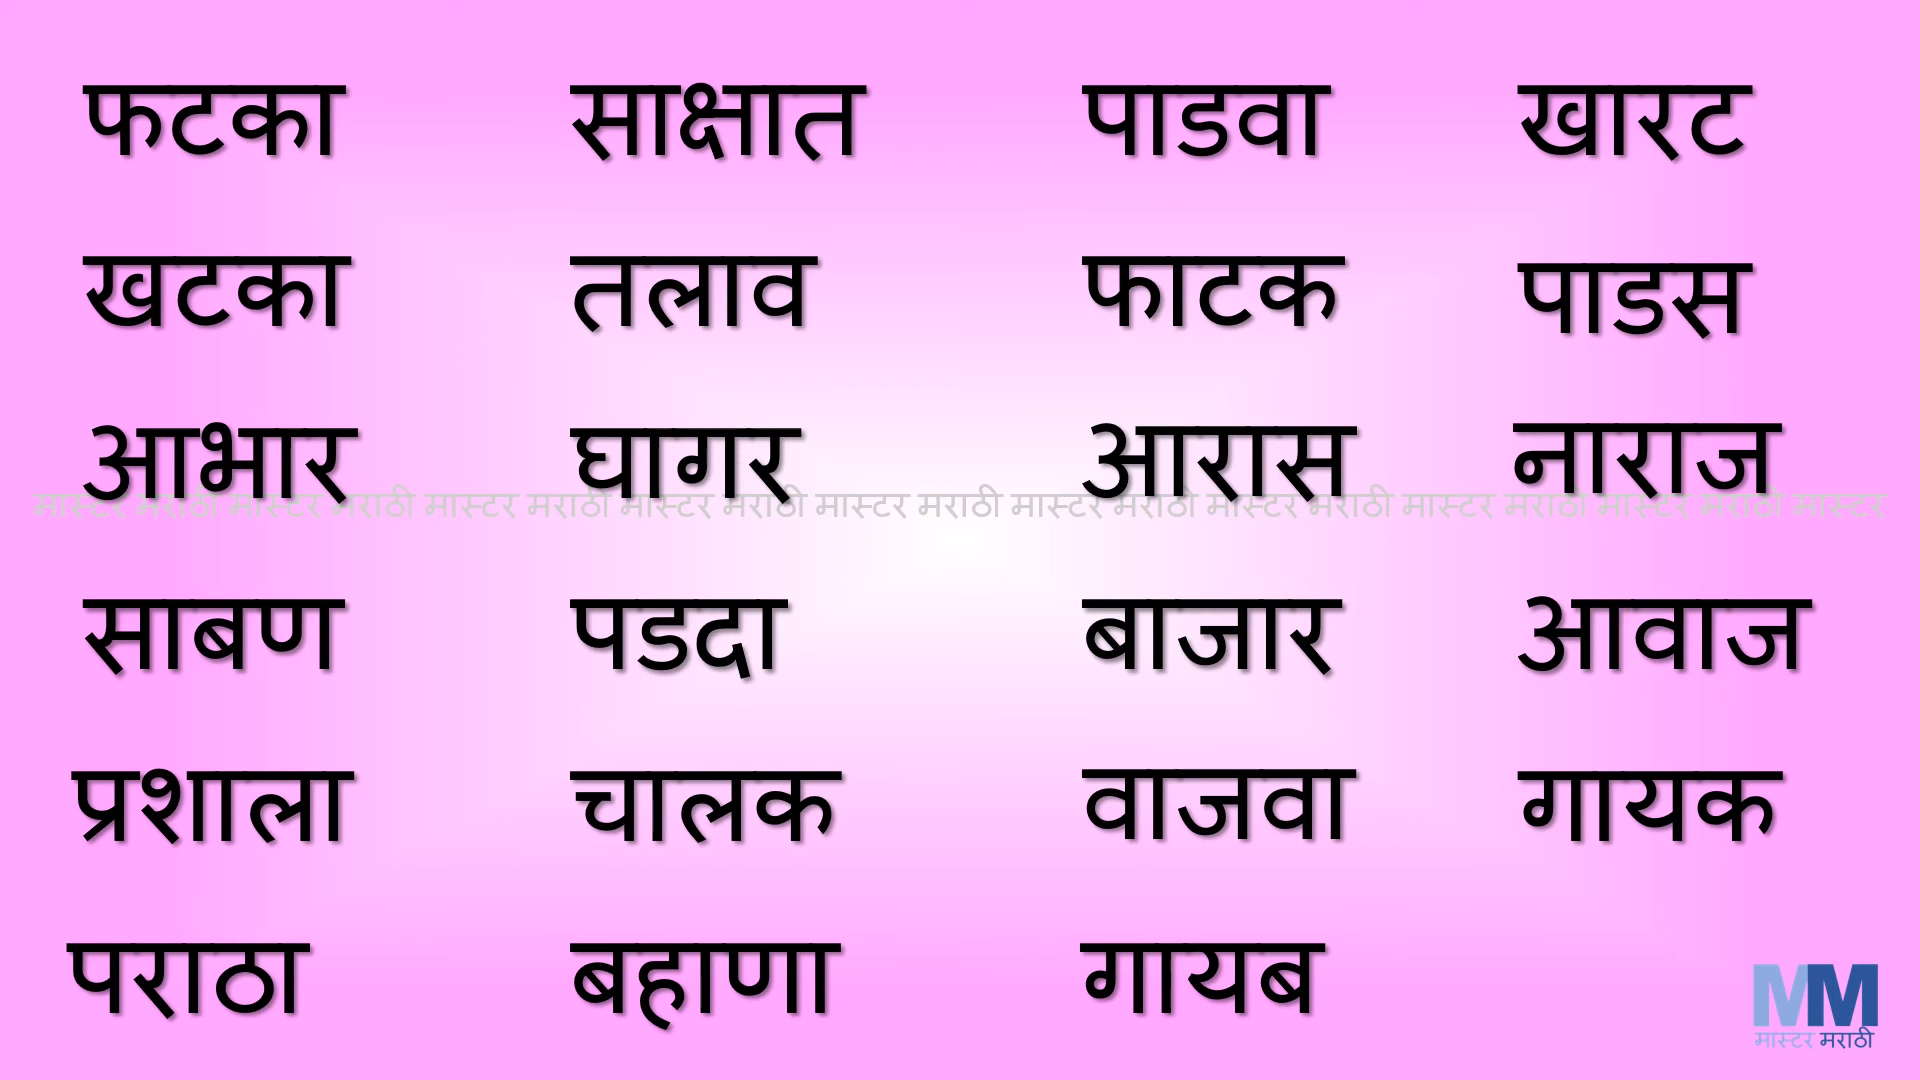 फटका साक्षात पाडवा खारट
खटका तलाव फाटक पाडस
आभार घागर आरास नाराज
मास्टर मराठी मास्टर मराठी मास्टर मराठी मास्टर मराठी मास्टर मराठी मास्टर मराठी मास्टर मराठी मास्टर मराठी मास्टर मराठी मास्टर
साबण पडदा बाजार आवाज
प्रशाला चालक वाजवा गायक
पराठा बहाणा गायब
MM
मास्टर मराठी